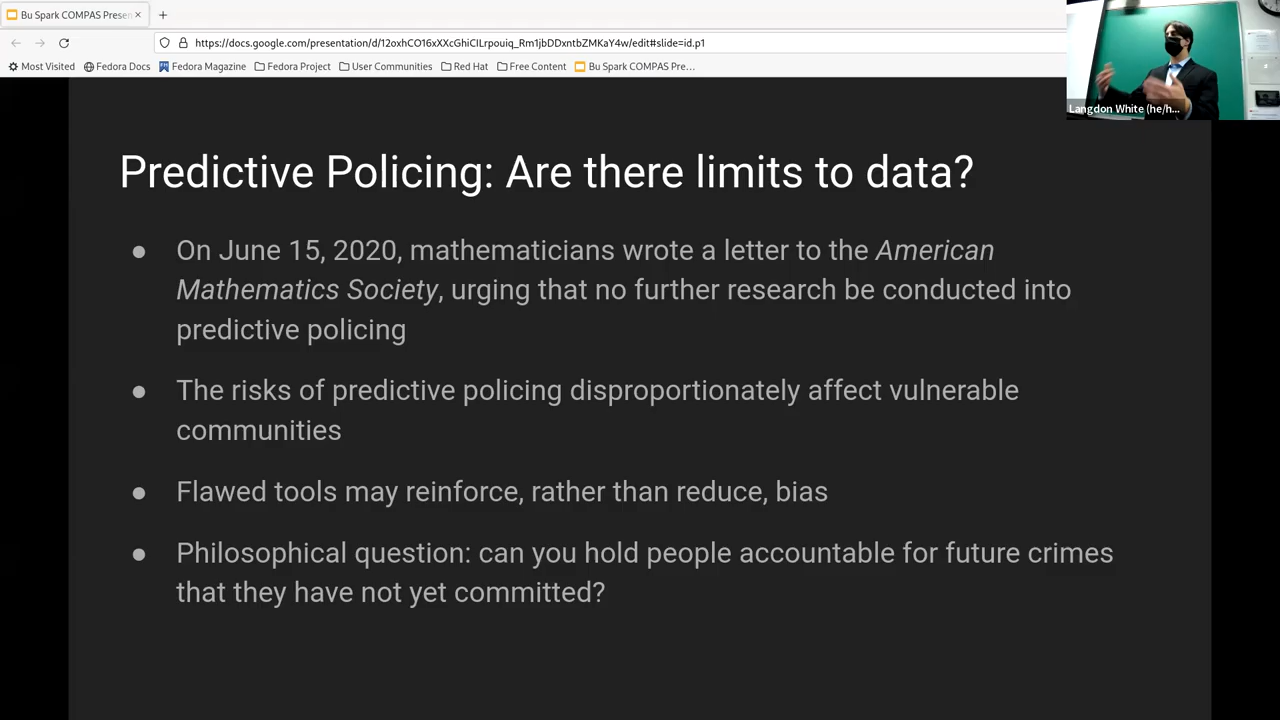 Bu Spark COMPAS Presen
https://docs.google.com/presentation/d/12oxhCO16xXXcGhiCILrpouiq_Rm1jbDDxntbZMKaY4w/edit#slide=id.p1
Most Visited Fedora Docs Fedora Magazine Fedora Project User Communities Red Hat Free Content Bu Spark COMPAS Pre...
Langdon White (he/h...
Predictive Policing: Are there limits to data?
● On June 15, 2020, mathematicians wrote a letter to the American
Mathematics Society, urging that no further research be conducted into
predictive policing
● The risks of predictive policing disproportionately affect vulnerable
communities
● Flawed tools may reinforce, rather than reduce, bias
● Philosophical question: can you hold people accountable for future crimes
that they have not yet committed?